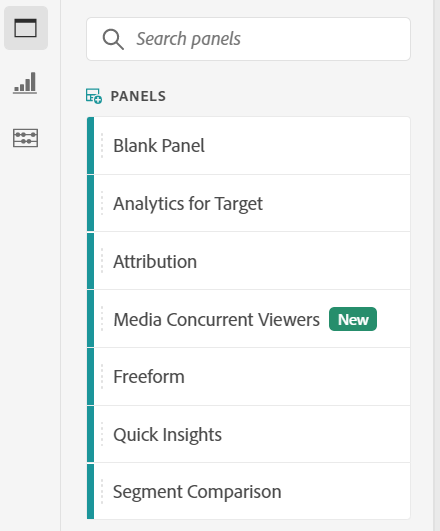 Search panels
PANELS
Blank Panel
Analytics for Target
Attribution
Media Concurrent Viewers New
Freeform
Quick Insights
Segment Comparison